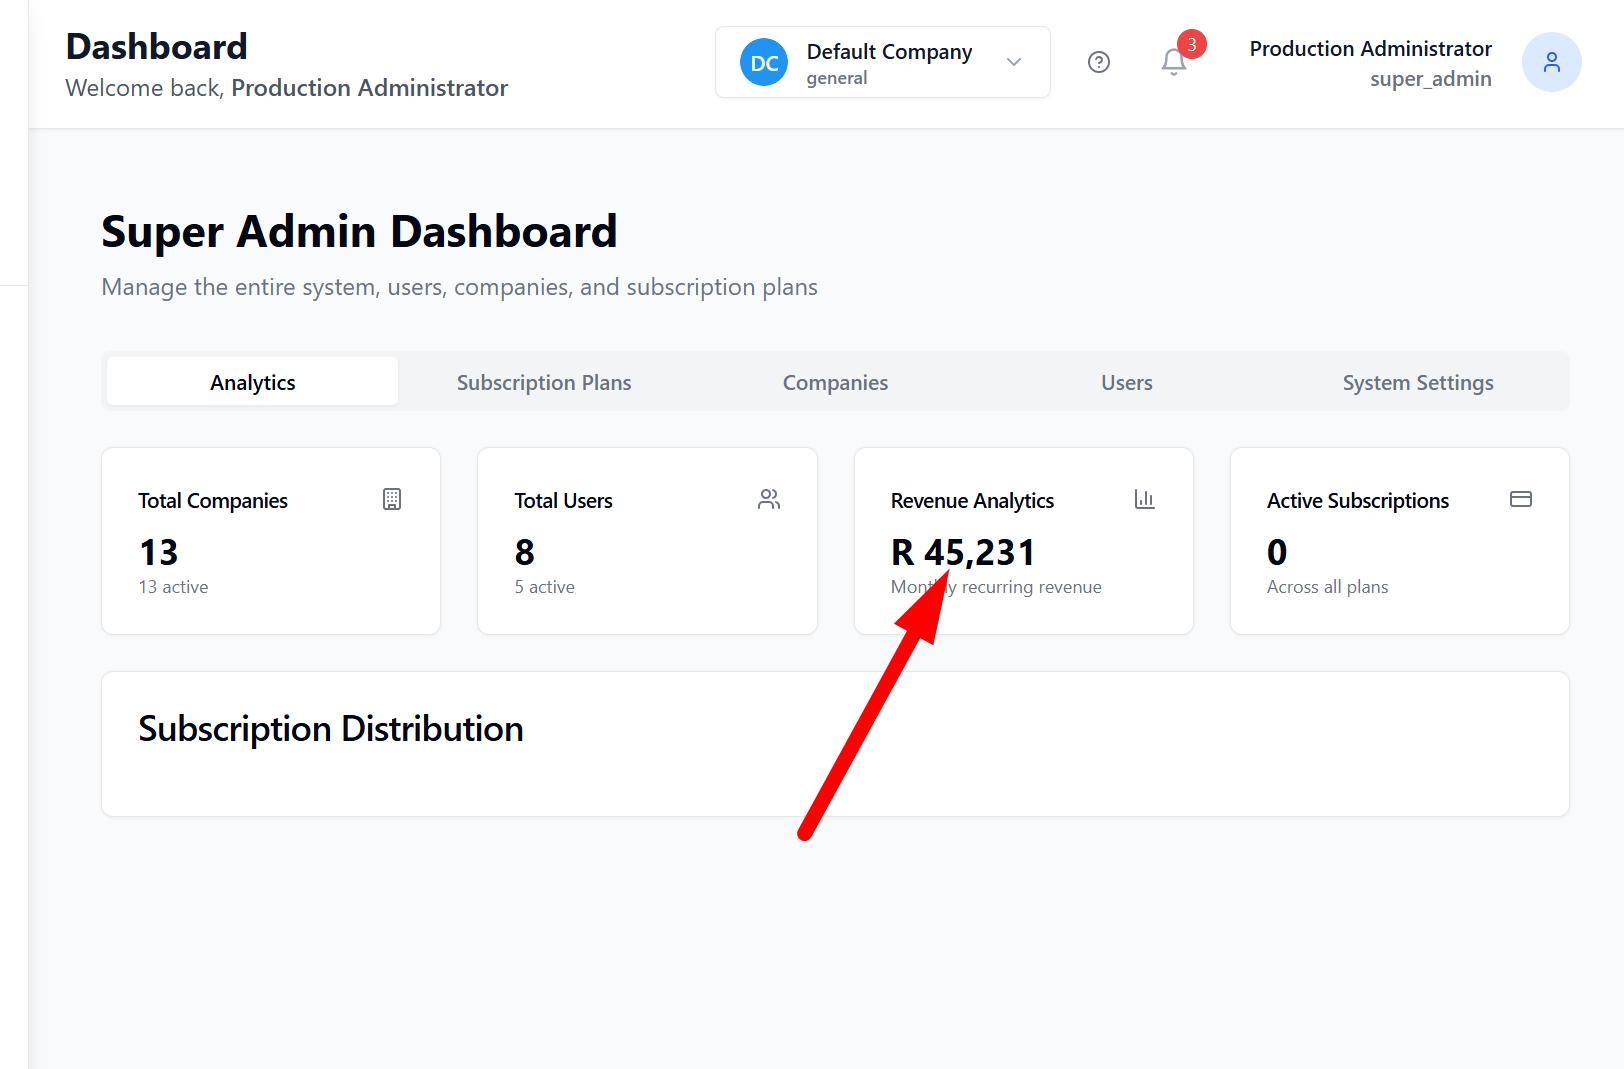 Dashboard
Welcome back, Production Administrator
DC
Default Company
general
3
Production Administrator
super_admin
Super Admin Dashboard
Manage the entire system, users, companies, and subscription plans
Analytics
Subscription Plans
Companies
Users
System Settings
Total Companies
13
13 active
Total Users
8
5 active
Revenue Analytics
R 45,231
Monthly recurring revenue
Active Subscriptions
0
Across all plans
Subscription Distribution